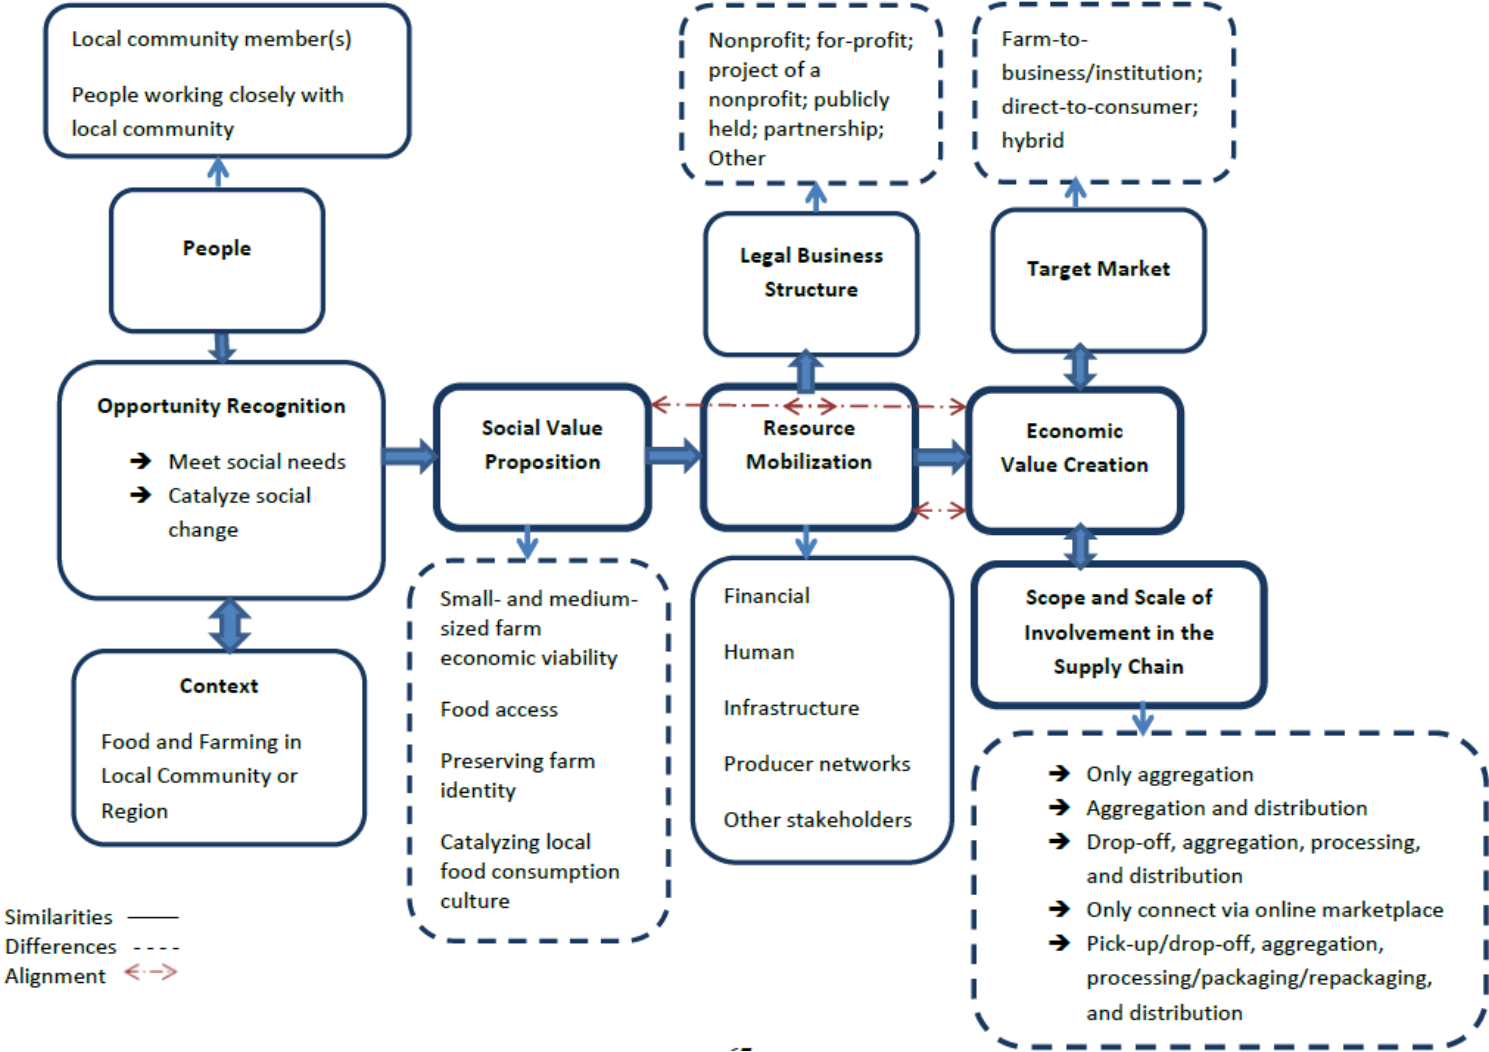 Local community member(s)
People working closely with
local community
People
Opportunity Recognition
➔ Meet social needs
➔ Catalyze social
change
Context
Food and Farming in
Local Community or
Region
Similarities
Differences
Alignment
Social Value
Proposition
Small- and medium-
sized farm
economic viability
Food access
Preserving farm
identity
Catalyzing local
food consumption
culture
Nonprofit; for-profit;
project of a
nonprofit; publicly
held; partnership;
Other
Legal Business
Structure
Resource
Mobilization
Financial
Human
Infrastructure
Producer networks
Other stakeholders
Farm-to-
business/institution;
direct-to-consumer;
hybrid
Target Market
Economic
Value Creation
Scope and Scale of
Involvement in the
Supply Chain
➔ Only aggregation
➔ Aggregation and distribution
➔ Drop-off, aggregation, processing,
and distribution
➔ Only connect via online marketplace
➔ Pick-up/drop-off, aggregation,
processing/packaging/repackaging,
and distribution